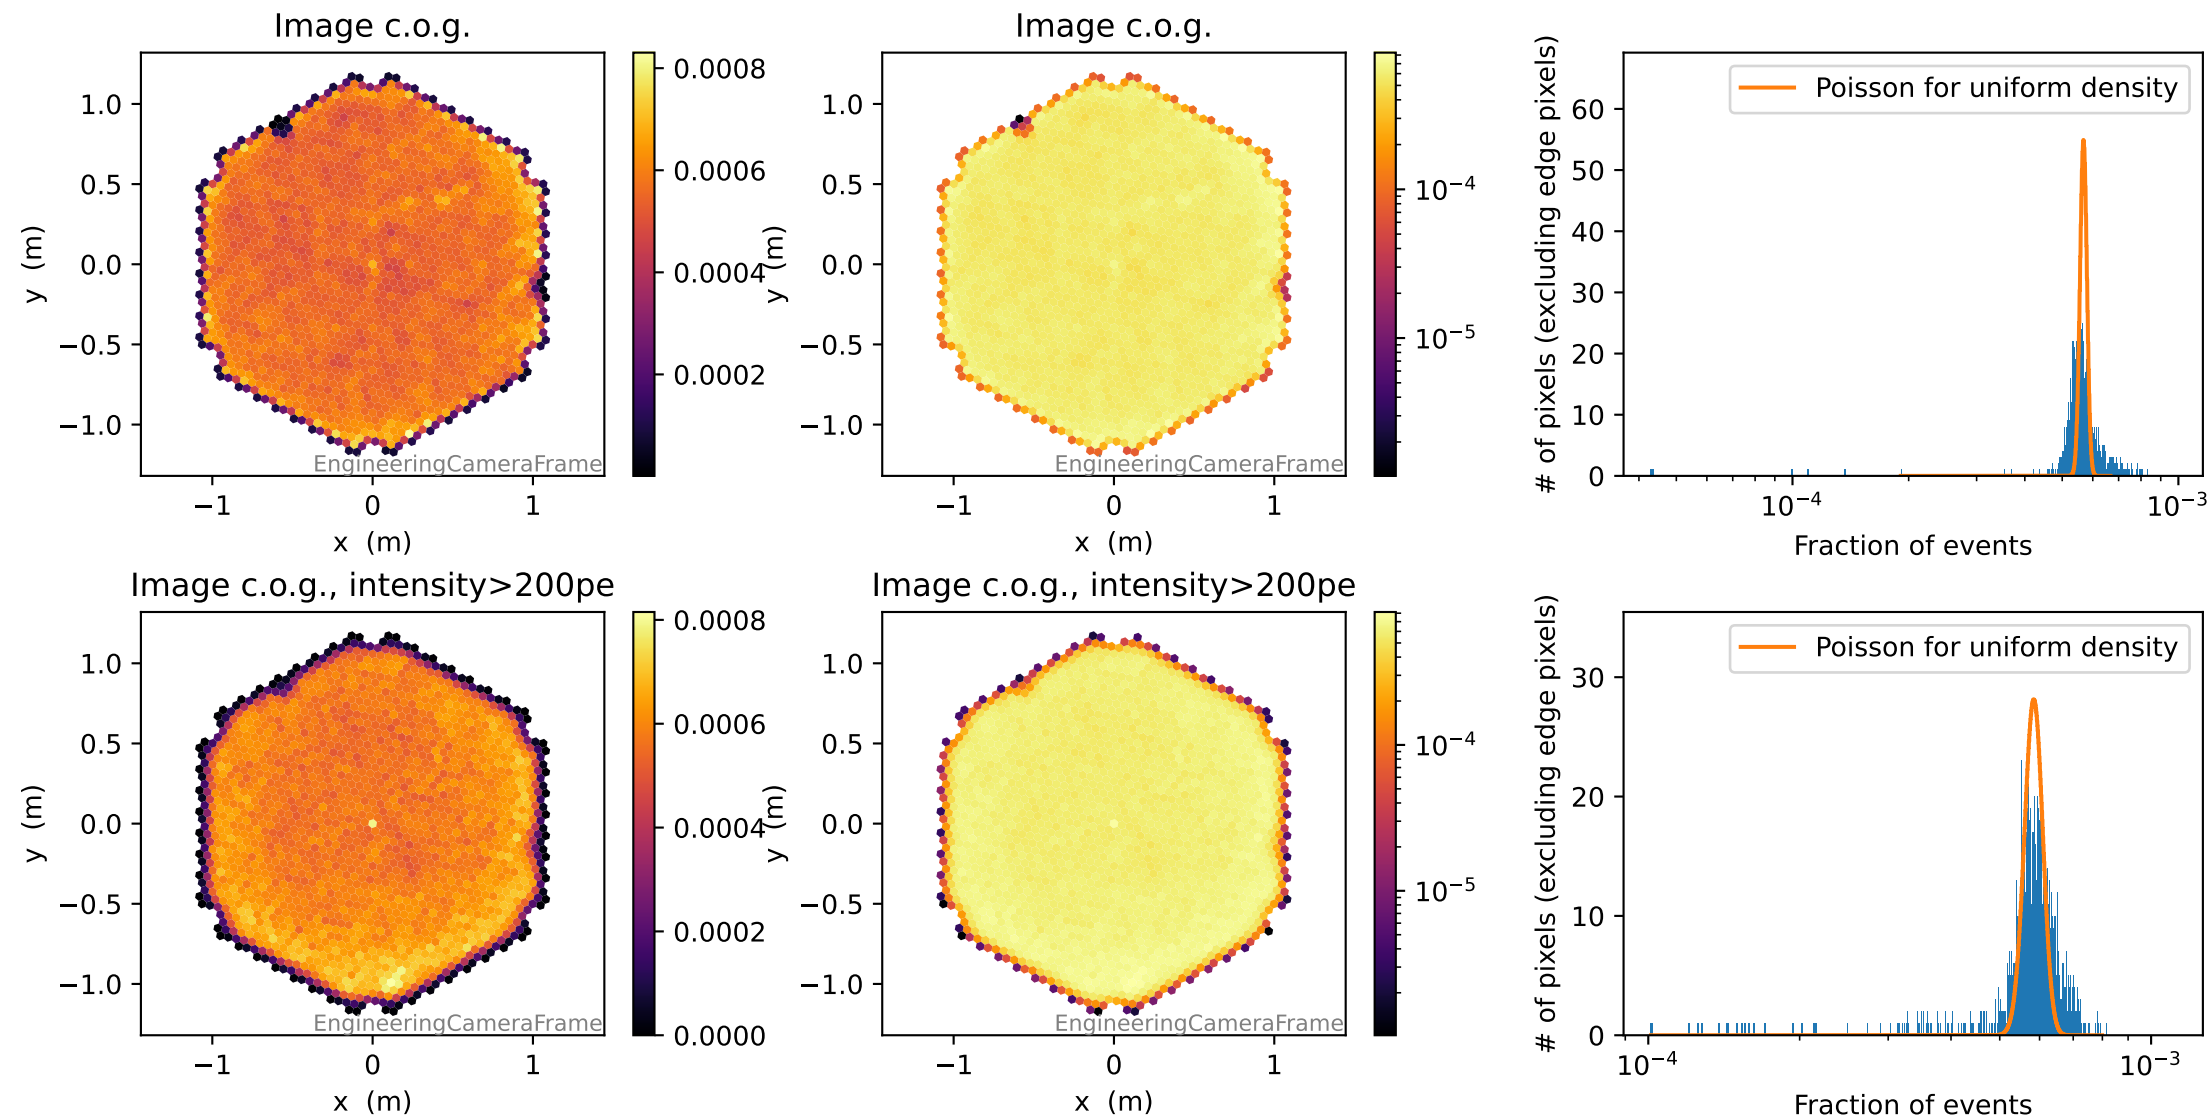 Image c.o.g.
1.0
0.5
0.0
−0.5
−1.0
−1
0
1
y (m)
x (m)
EngineeringCameraFrame
0.0008
0.0006
0.0004
0.0002
Image c.o.g.
1.0
0.5
0.0
−0.5
−1.0
−1
0
1
y (m)
x (m)
EngineeringCameraFrame
10⁻⁴
10⁻⁵
Poisson for uniform density
# of pixels (excluding edge pixels)
60
50
40
30
20
10
0
10⁻⁴
10⁻³
Fraction of events
Image c.o.g., intensity>200pe
1.0
0.5
0.0
−0.5
−1.0
−1
0
1
y (m)
x (m)
EngineeringCameraFrame
0.0008
0.0006
0.0004
0.0002
0.0000
Image c.o.g., intensity>200pe
1.0
0.5
0.0
−0.5
−1.0
−1
0
1
y (m)
x (m)
EngineeringCameraFrame
10⁻⁴
10⁻⁵
Poisson for uniform density
# of pixels (excluding edge pixels)
30
20
10
0
10⁻⁴
10⁻³
Fraction of events